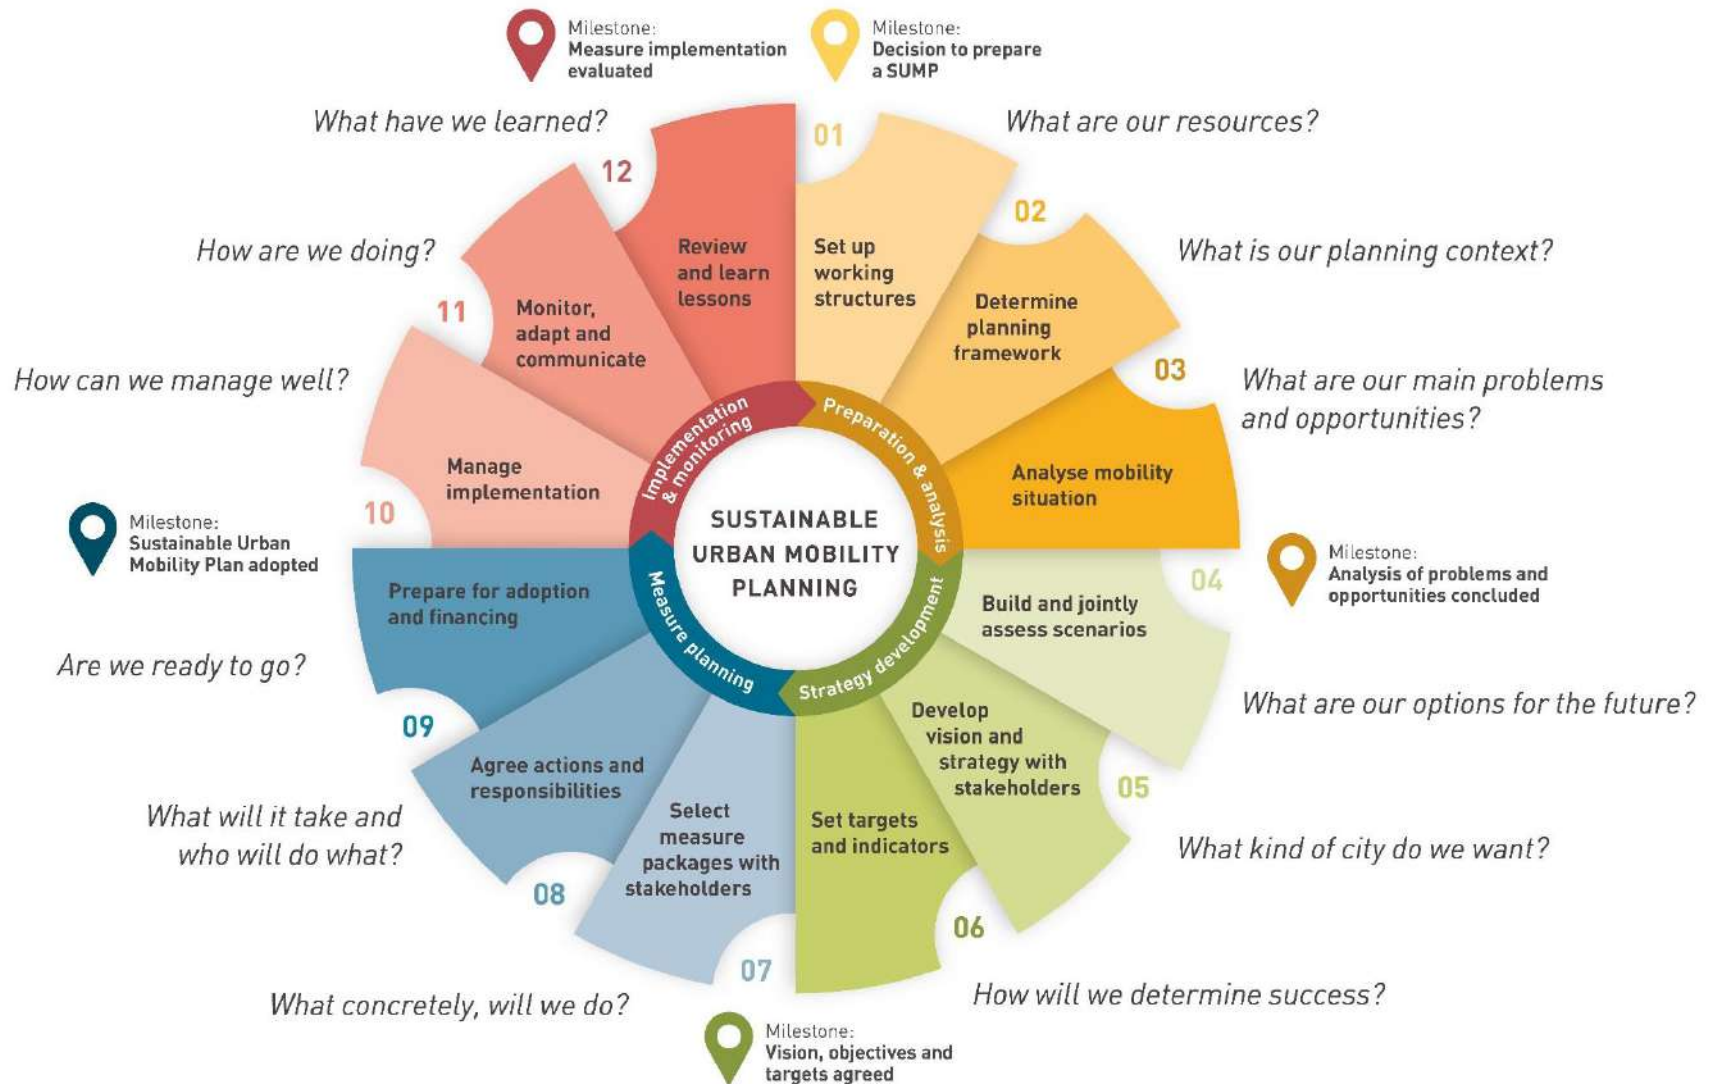 Milestone:
Measure implementation
evaluated
Milestone:
Decision to prepare
a SUMP
What have we learned?
What are our resources?
01
12
02
Review
and learn
lessons
Set up
working
structures
How are we doing?
What is our planning context?
11
Monitor,
adapt and
communicate
Determine
planning
framework
03
How can we manage well?
What are our main problems
and opportunities?
Implementation
& monitoring
Preparation & analysis
Manage
implementation
Analyse mobility
situation
10
Milestone:
Sustainable Urban
Mobility Plan adopted
SUSTAINABLE
URBAN MOBILITY
PLANNING
Milestone:
Analysis of problems and
opportunities concluded
04
Prepare for adoption
and financing
Build and jointly
assess scenarios
Measure planning
Strategy development
Are we ready to go?
What are our options for the future?
09
Agree actions and
responsibilities
Develop
vision and
strategy with
stakeholders
05
Select
measure
packages with
stakeholders
Set targets
and indicators
What will it take and
who will do what?
What kind of city do we want?
08
06
07
What concretely, will we do?
How will we determine success?
Milestone:
Vision, objectives and
targets agreed